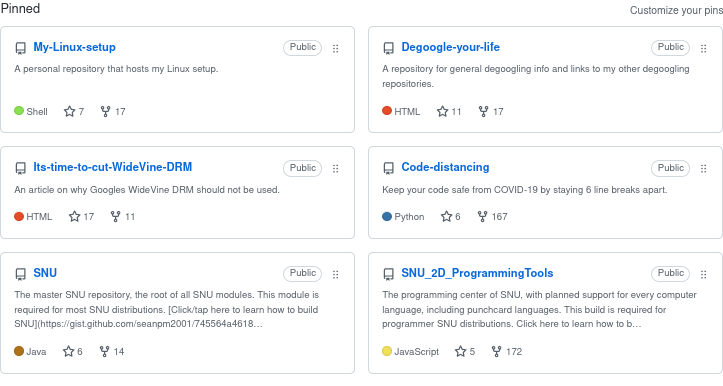 Pinned
Customize your pins
My-Linux-setup
Public
A personal repository that hosts my Linux setup.
Shell 7 17
Degoogle-your-life
Public
A repository for general degoogling info and links to my other degoogling
repositories.
HTML 11 17
Its-time-to-cut-WideVine-DRM
Public
An article on why Googles WideVine DRM should not be used.
HTML 17 11
Code-distancing
Public
Keep your code safe from COVID-19 by staying 6 line breaks apart.
Python 6 167
SNU
Public
The master SNU repository, the root of all SNU modules. This module is
required for most SNU distributions. [Click/tap here to learn how to build
SNU](https://gist.github.com/seanpm2001/745564a4618…
Java 6 14
SNU_2D_ProgrammingTools
Public
The programming center of SNU, with planned support for every computer
language, including punchcard languages. This build is required for
programmer SNU distributions. Click here to learn how to b…
JavaScript 5 172